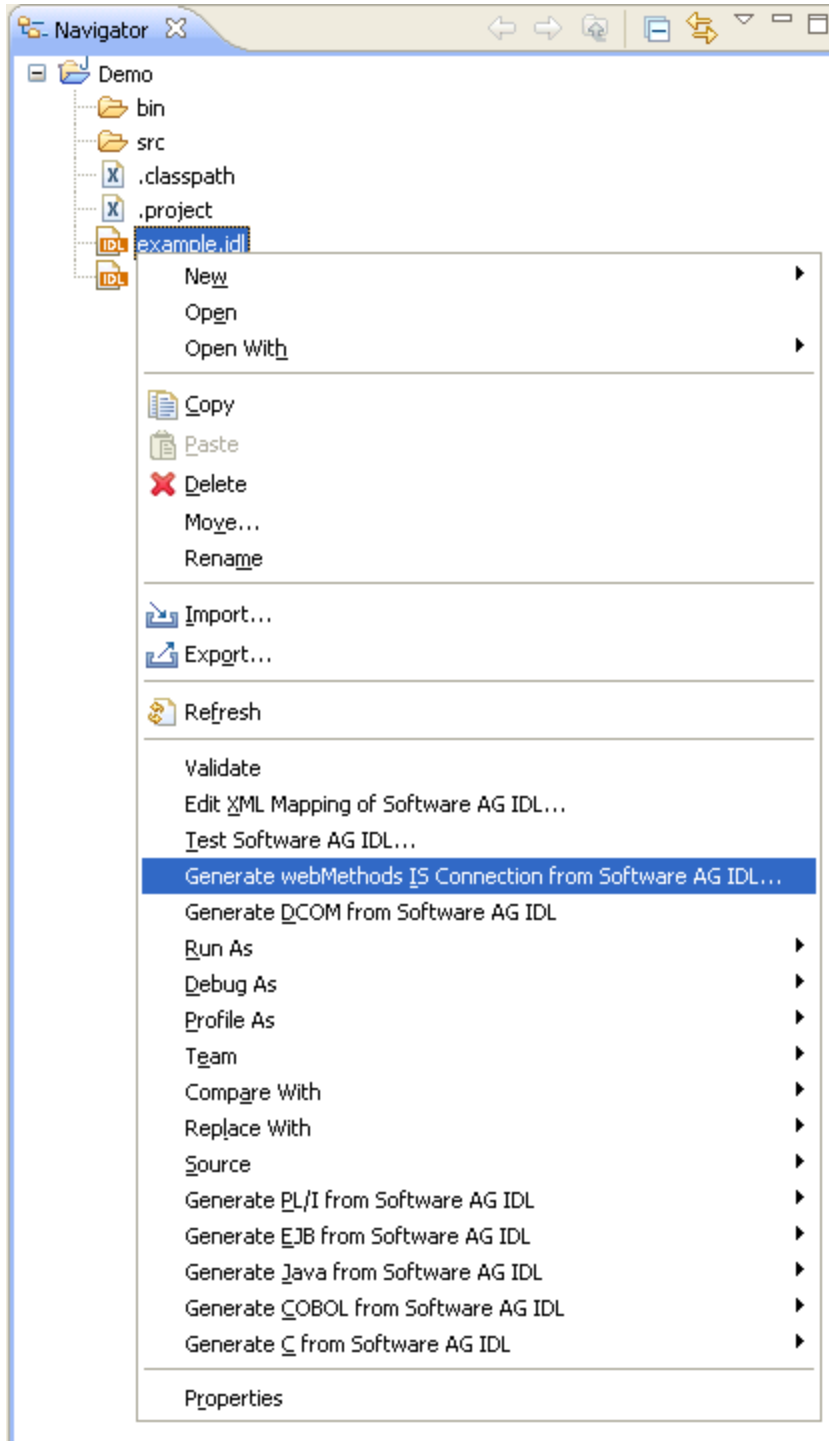 Navigator
Demo
bin
src
.classpath
.project
IDL example.idl
IDL
New
Open
Open With
Copy
Paste
Delete
Move...
Rename
Import...
Export...
Refresh
Validate
Edit XML Mapping of Software AG IDL...
Test Software AG IDL...
Generate webMethods IS Connection from Software AG IDL...
Generate DCOM from Software AG IDL
Run As
Debug As
Profile As
Team
Compare With
Replace With
Source
Generate PL/I from Software AG IDL
Generate EJB from Software AG IDL
Generate Java from Software AG IDL
Generate COBOL from Software AG IDL
Generate C from Software AG IDL
Properties